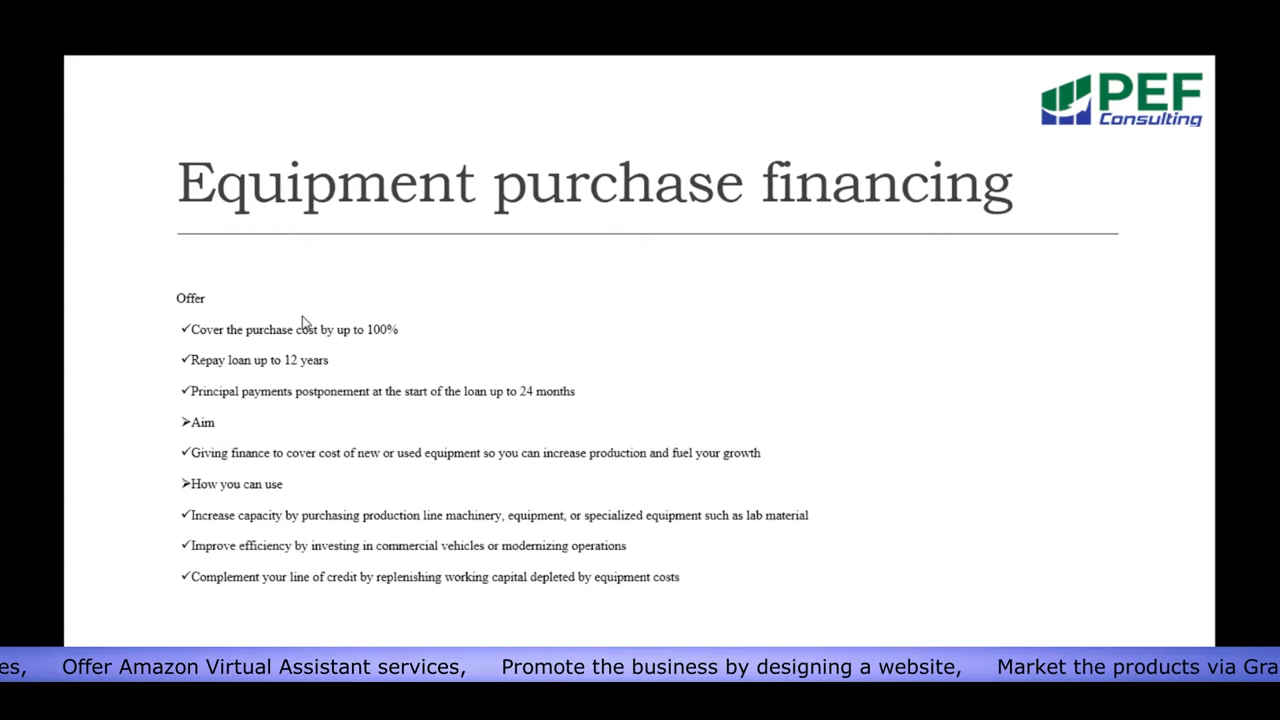 PEF
Consulting
Equipment purchase financing
Offer
✓Cover the purchase cost by up to 100%
✓Repay loan up to 12 years
✓Principal payments postponement at the start of the loan up to 24 months
➢Aim
✓Giving finance to cover cost of new or used equipment so you can increase production and fuel your growth
➢How you can use
✓Increase capacity by purchasing production line machinery, equipment, or specialized equipment such as lab material
✓Improve efficiency by investing in commercial vehicles or modernizing operations
✓Complement your line of credit by replenishing working capital depleted by equipment costs
es, Offer Amazon Virtual Assistant services, Promote the business by designing a website, Market the products via Gra